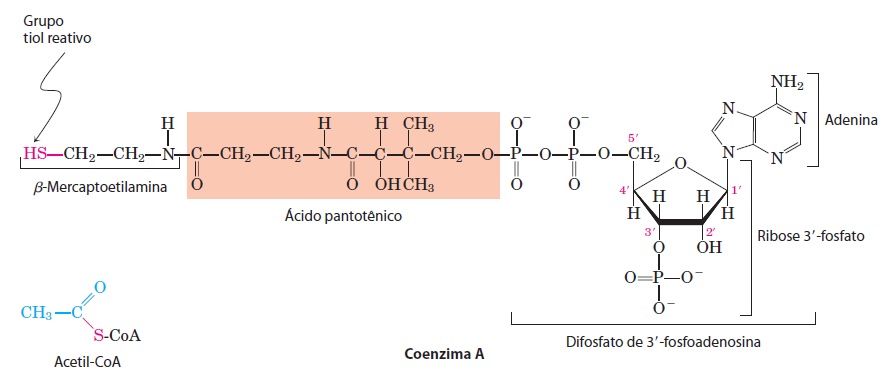 Grupo
tiol reativo
NH₂
H H H CH₃ O⁻ O⁻ N N Adenina
5′
HS—CH₂—CH₂—N—C—CH₂—CH₂—N—C—C—C—CH₂—O—P—O—P—O—CH₂ O N N
β-Mercaptoetilamina O O OH CH₃ O O 4′ H H 1′
H H
Ácido pantotênico 3′ 2′ Ribose 3′-fosfato
O OH
O=P—O⁻
O⁻
O
CH₃—C
S-CoA
Acetil-CoA
Coenzima A
Difosfato de 3′-fosfoadenosina